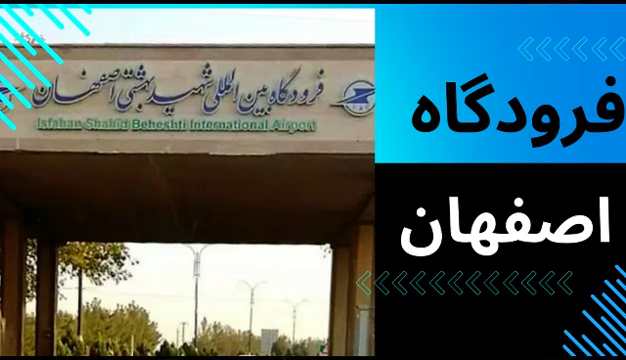 فرودگاه بین المللی شهید بهشتی اصفهان
Isfahan Shahid Beheshti International Airport
فرودگاه
اصفهان